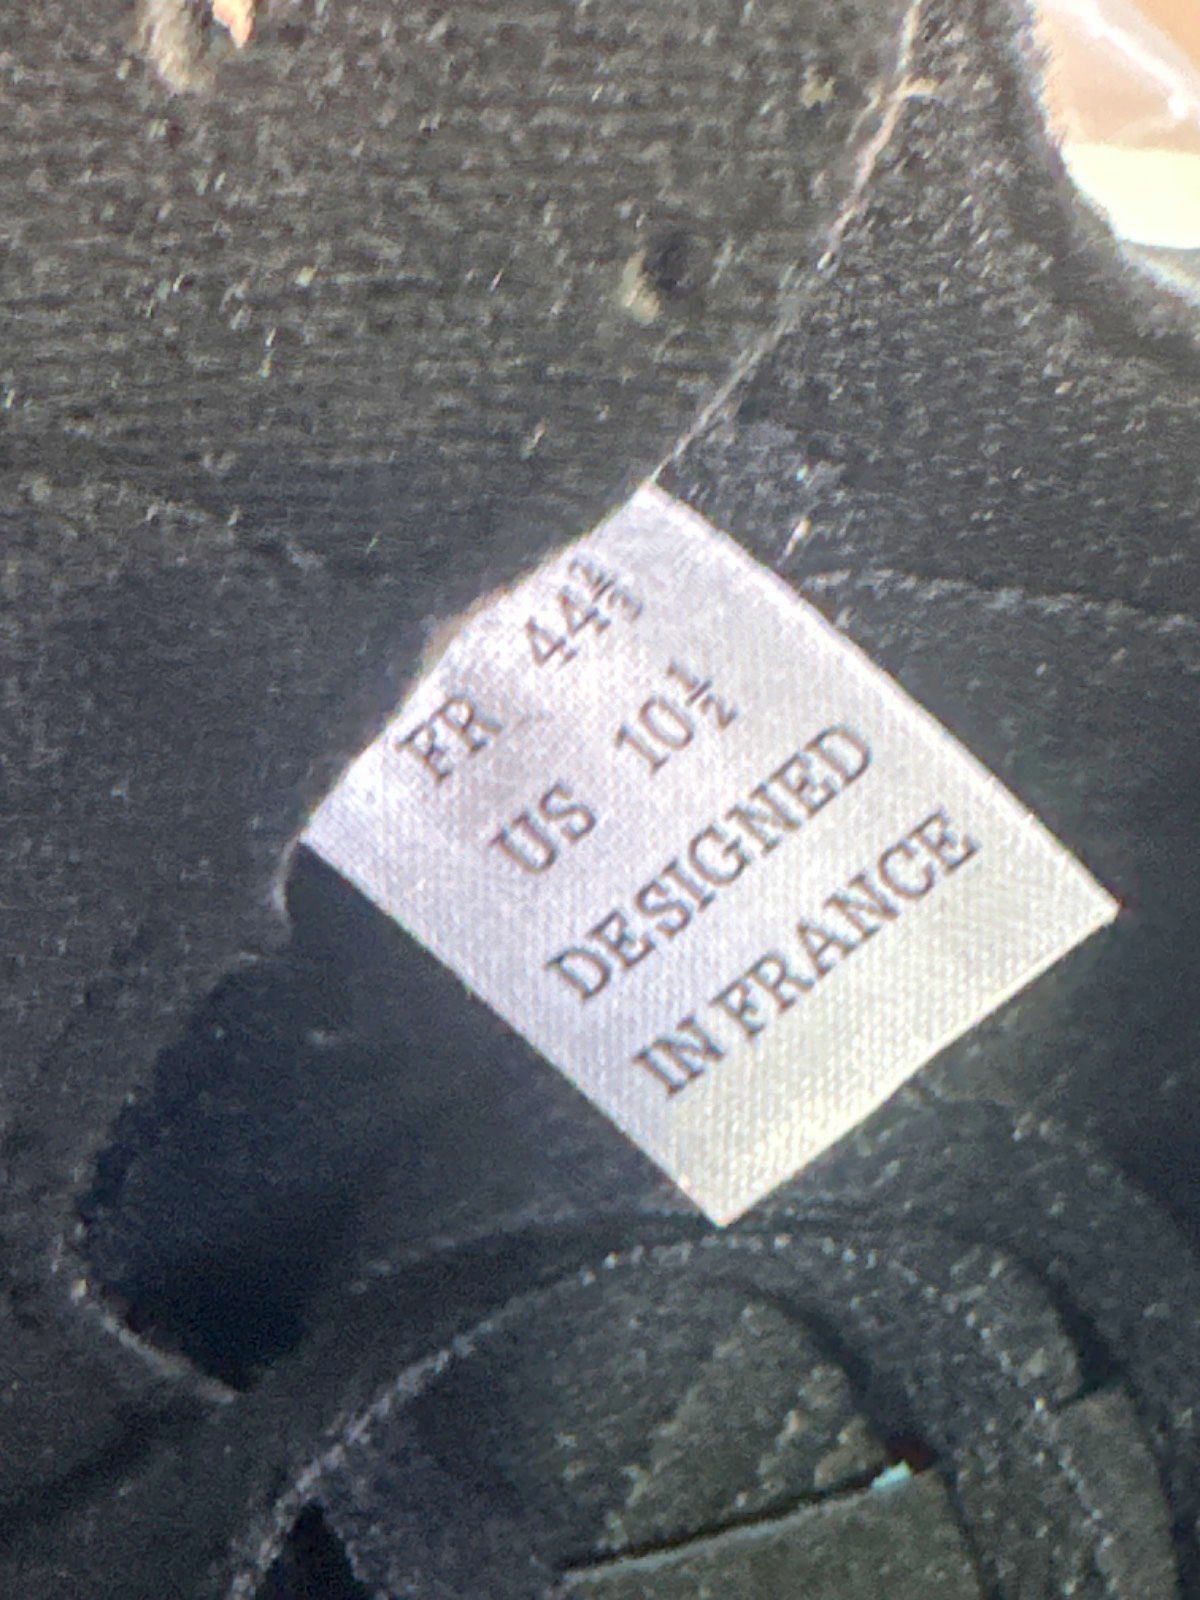 FR 44⅔
US 10½
DESIGNED
IN FRANCE